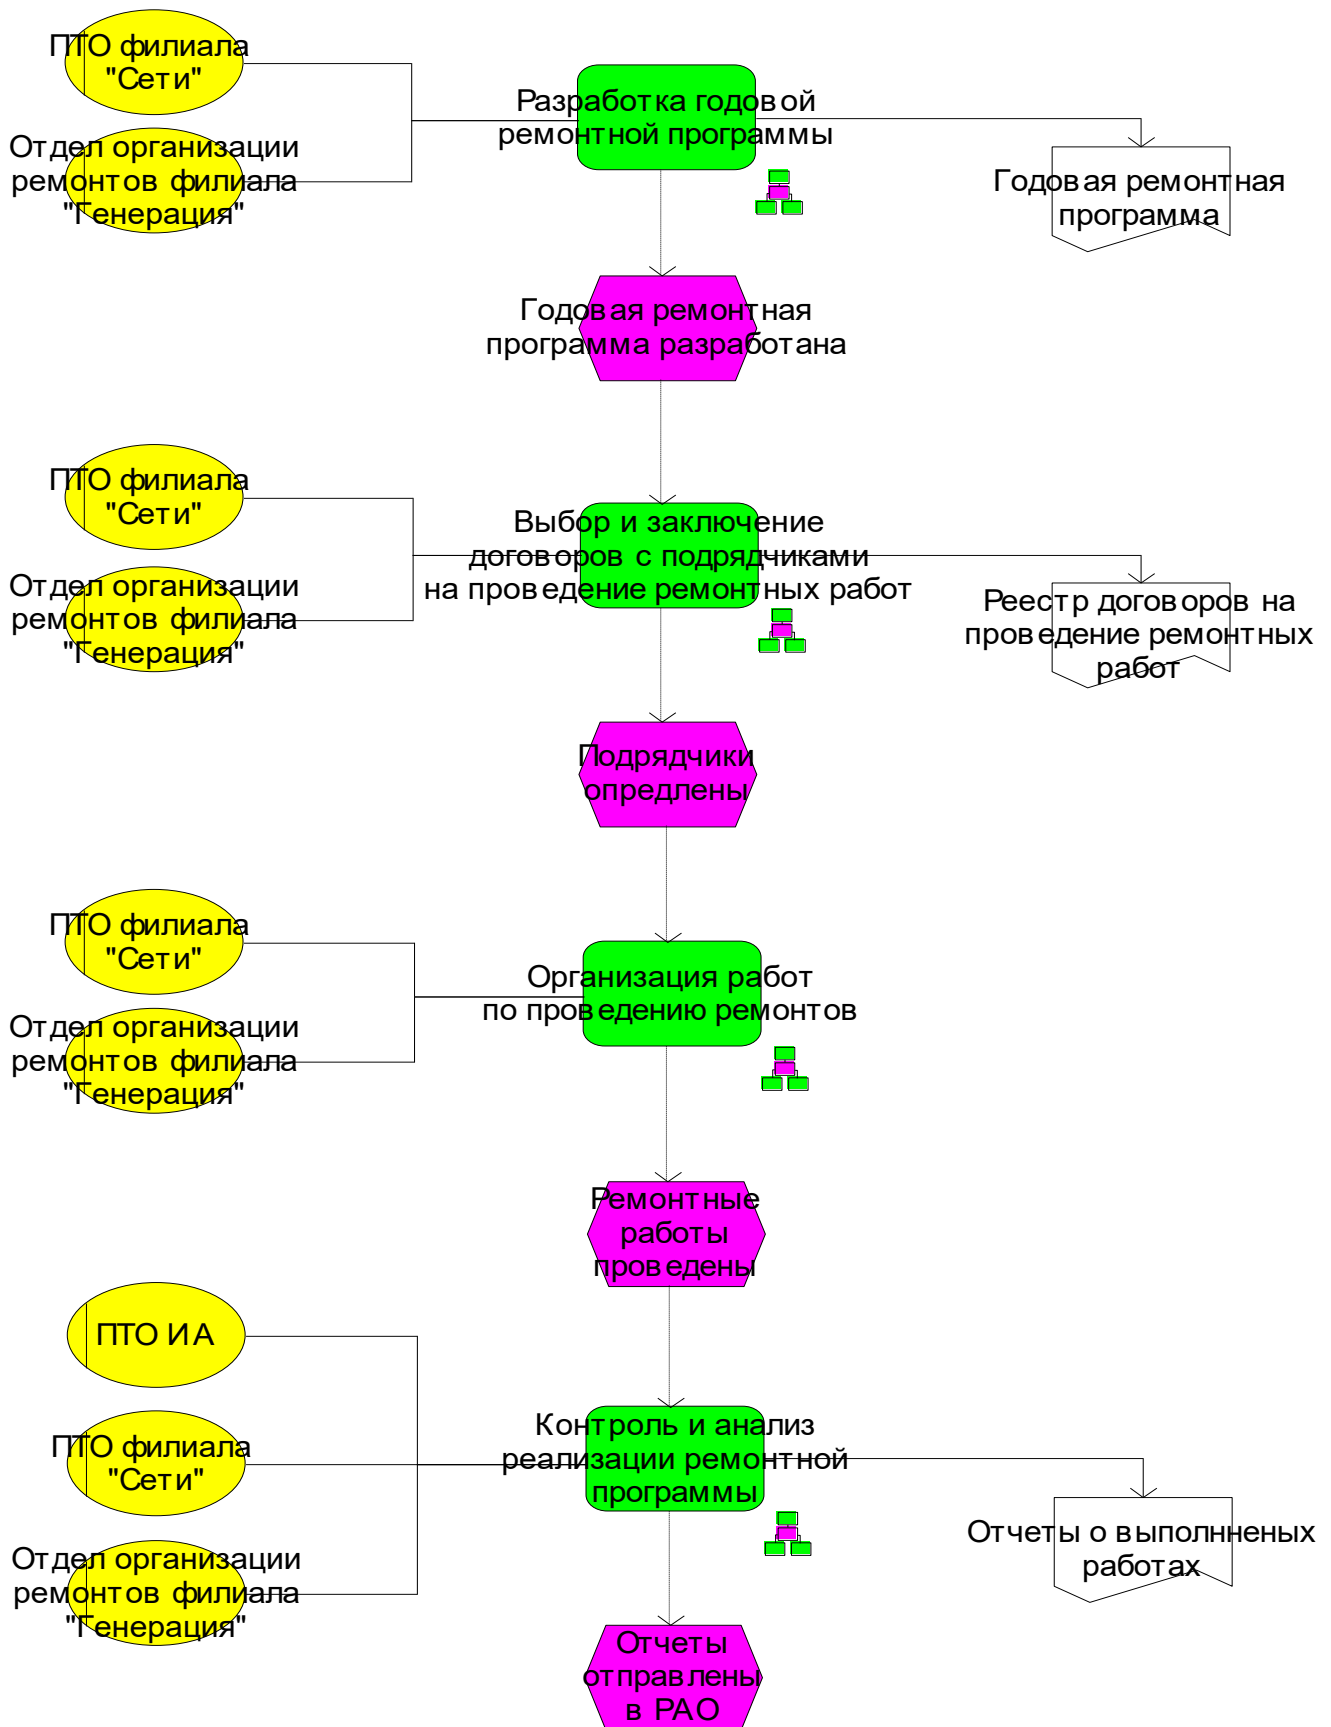 ПТО филиала
"Сети"
Отдел организации
ремонтов филиала
"Генерация"
Разработка годовой
ремонтной программы
Годовая ремонтная
программа
Годовая ремонтная
программа разработана
ПТО филиала
"Сети"
Отдел организации
ремонтов филиала
"Генерация"
Выбор и заключение
договоров с подрядчиками
на проведение ремонтных работ
Реестр договоров на
проведение ремонтных
работ
Подрядчики
опредлены
ПТО филиала
"Сети"
Отдел организации
ремонтов филиала
"Генерация"
Организация работ
по проведению ремонтов
Ремонтные
работы
проведены
ПТО ИА
ПТО филиала
"Сети"
Отдел организации
ремонтов филиала
"Генерация"
Контроль и анализ
реализации ремонтной
программы
Отчеты о выполнненых
работах
Отчеты
отправлены
в РАО